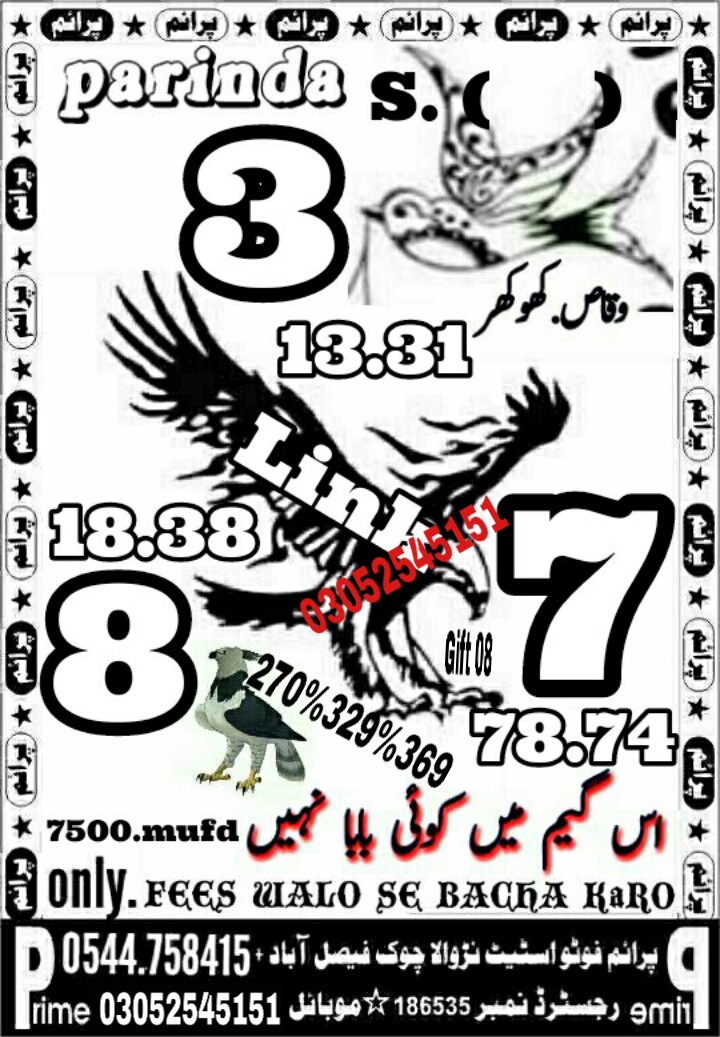 پرائم ★ پرائم ★ پرائم ★ پرائم ★ پرائم ★ پرائم
parinda
S.
3
وقاص.کھوکھر
13.31
Link
18.38
03052545151
7
8
Gift 08
270%329%369
78.74
7500.mufd اس گیم میں کوئی بابا نہیں
only. FEES WALO SE BACHA KaRO
0544.758415 + پرائم فوٹو اسٹیٹ نڑوالا چوک فیصل آباد
Prime 03052545151 رجسٹرڈ نمبر 186535 ☆ موبائل Prime